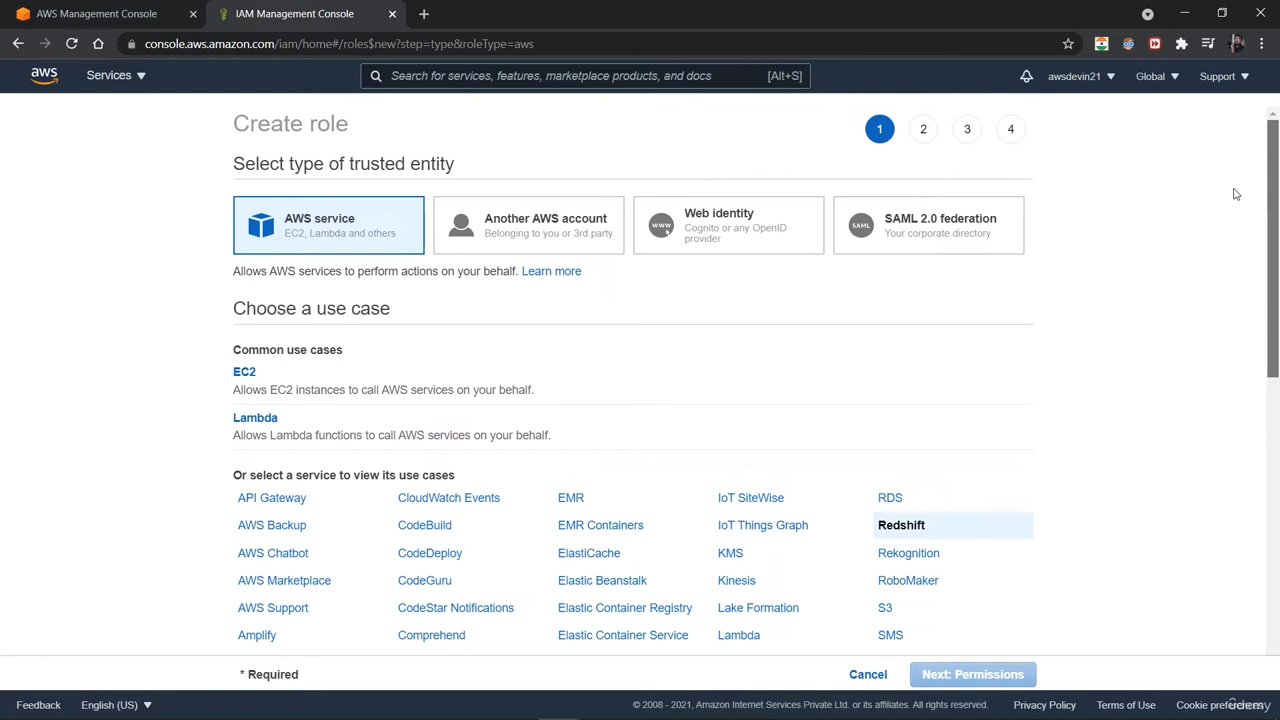 AWS Management Console
IAM Management Console
console.aws.amazon.com/iam/home#/roles$new?step=type&roleType=aws
aws
Services
Search for services, features, marketplace products, and docs
[Alt+S]
awsdevin21
Global
Support
Create role
1
2
3
4
Select type of trusted entity
AWS service
EC2, Lambda and others
Another AWS account
Belonging to you or 3rd party
www
Web identity
Cognito or any OpenID
provider
SAML
SAML 2.0 federation
Your corporate directory
Allows AWS services to perform actions on your behalf. Learn more
Choose a use case
Common use cases
EC2
Allows EC2 instances to call AWS services on your behalf.
Lambda
Allows Lambda functions to call AWS services on your behalf.
Or select a service to view its use cases
API Gateway CloudWatch Events EMR IoT SiteWise RDS
AWS Backup CodeBuild EMR Containers IoT Things Graph Redshift
AWS Chatbot CodeDeploy ElastiCache KMS Rekognition
AWS Marketplace CodeGuru Elastic Beanstalk Kinesis RoboMaker
AWS Support CodeStar Notifications Elastic Container Registry Lake Formation S3
Amplify Comprehend Elastic Container Service Lambda SMS
* Required
Cancel
Next: Permissions
Feedback
English (US)
© 2008 - 2021, Amazon Internet Services Private Ltd. or its affiliates. All rights reserved.
Privacy Policy
Terms of Use
Cookie preferences
Udemy